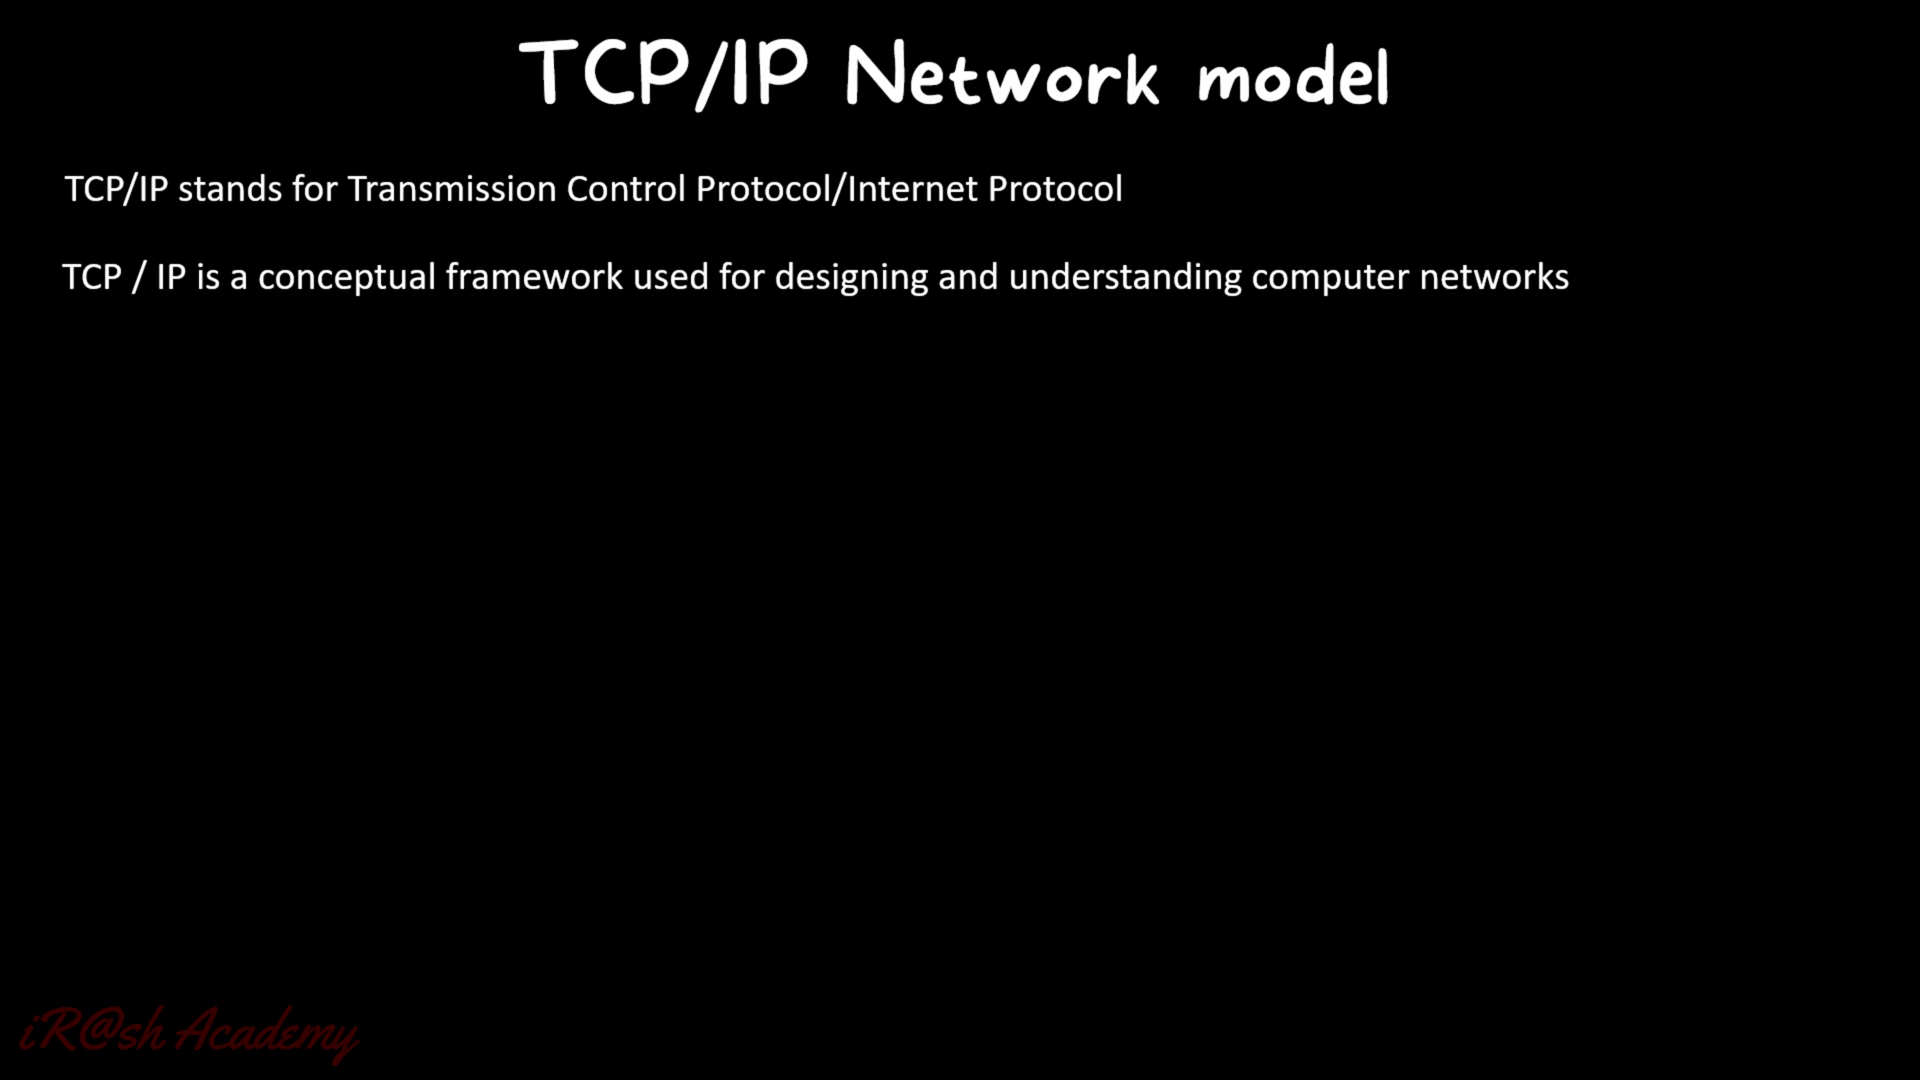 TCP/IP Network model
TCP/IP stands for Transmission Control Protocol/Internet Protocol
TCP / IP is a conceptual framework used for designing and understanding computer networks
iR@sh Academy